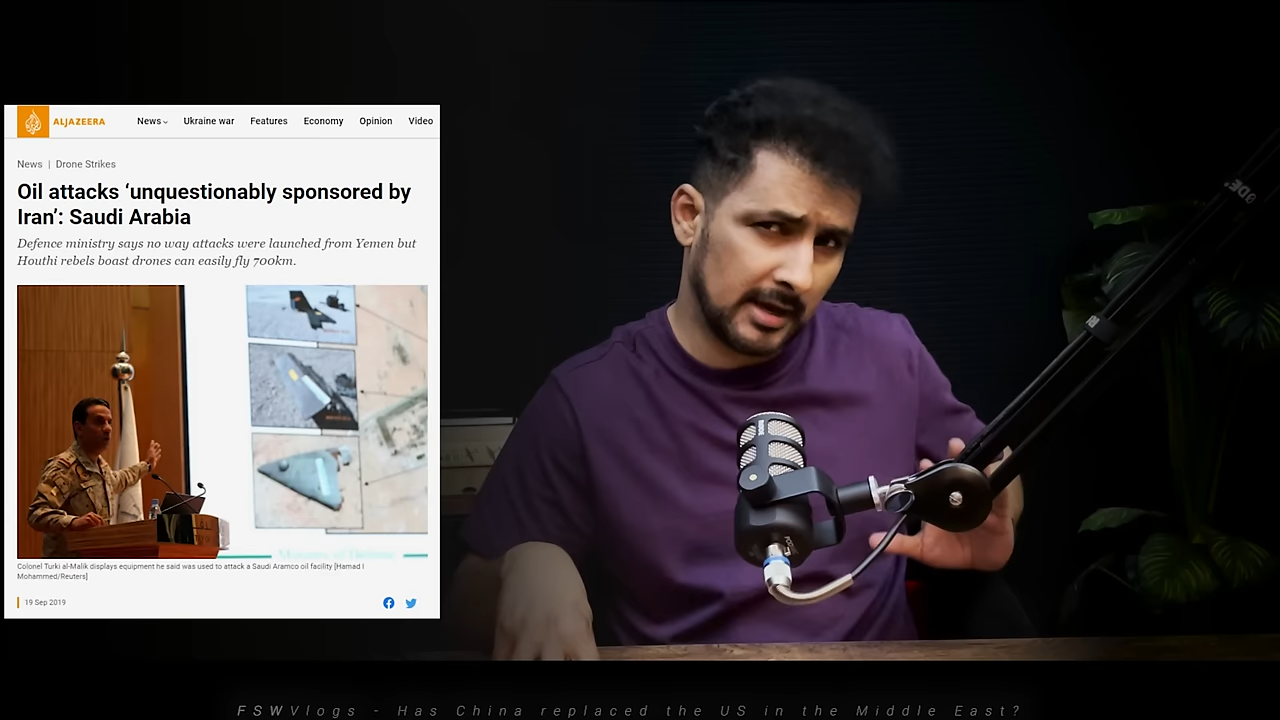 ALJAZEERA
News Ukraine war Features Economy Opinion Video
News | Drone Strikes
Oil attacks ‘unquestionably sponsored by
Iran’: Saudi Arabia
Defence ministry says no way attacks were launched from Yemen but
Houthi rebels boast drones can easily fly 700km.
Colonel Turki al-Malik displays equipment he said was used to attack a Saudi Aramco oil facility [Hamad I
Mohammed/Reuters]
19 Sep 2019
FSWVlogs - Has China replaced the US in the Middle East?